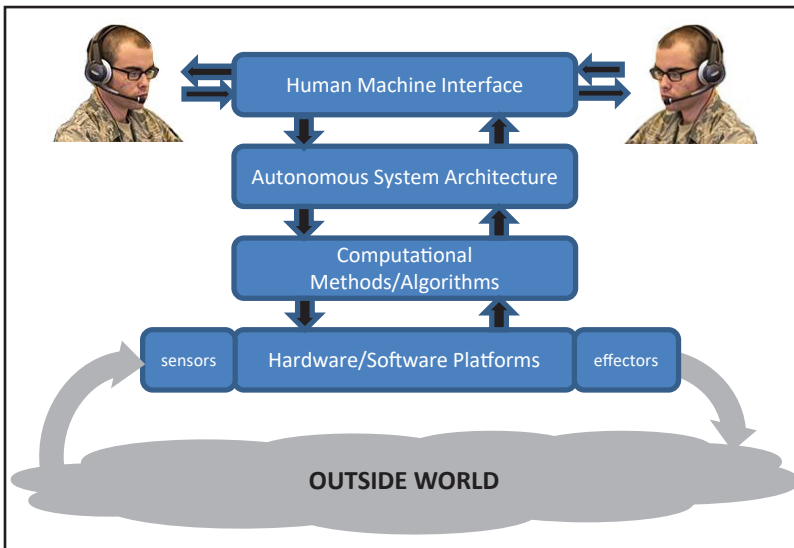 Human Machine Interface
Autonomous System Architecture
Computational
Methods/Algorithms
sensors
Hardware/Software Platforms
effectors
OUTSIDE WORLD